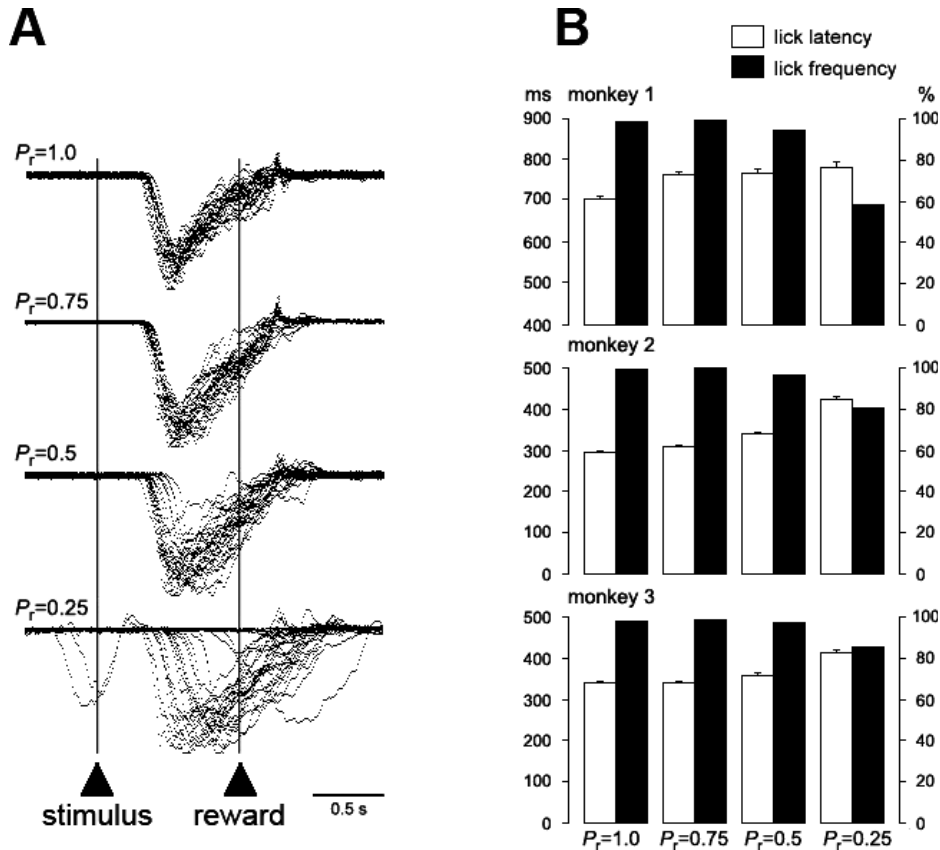 A
B
lick latency
lick frequency
ms monkey 1 %
900
800
700
600
500
400
100
80
60
40
20
0
monkey 2
500
400
300
200
100
0
100
80
60
40
20
0
monkey 3
500
400
300
200
100
0
100
80
60
40
20
0
Pr=1.0 Pr=0.75 Pr=0.5 Pr=0.25
Pr=1.0
Pr=0.75
Pr=0.5
Pr=0.25
stimulus reward
0.5 s